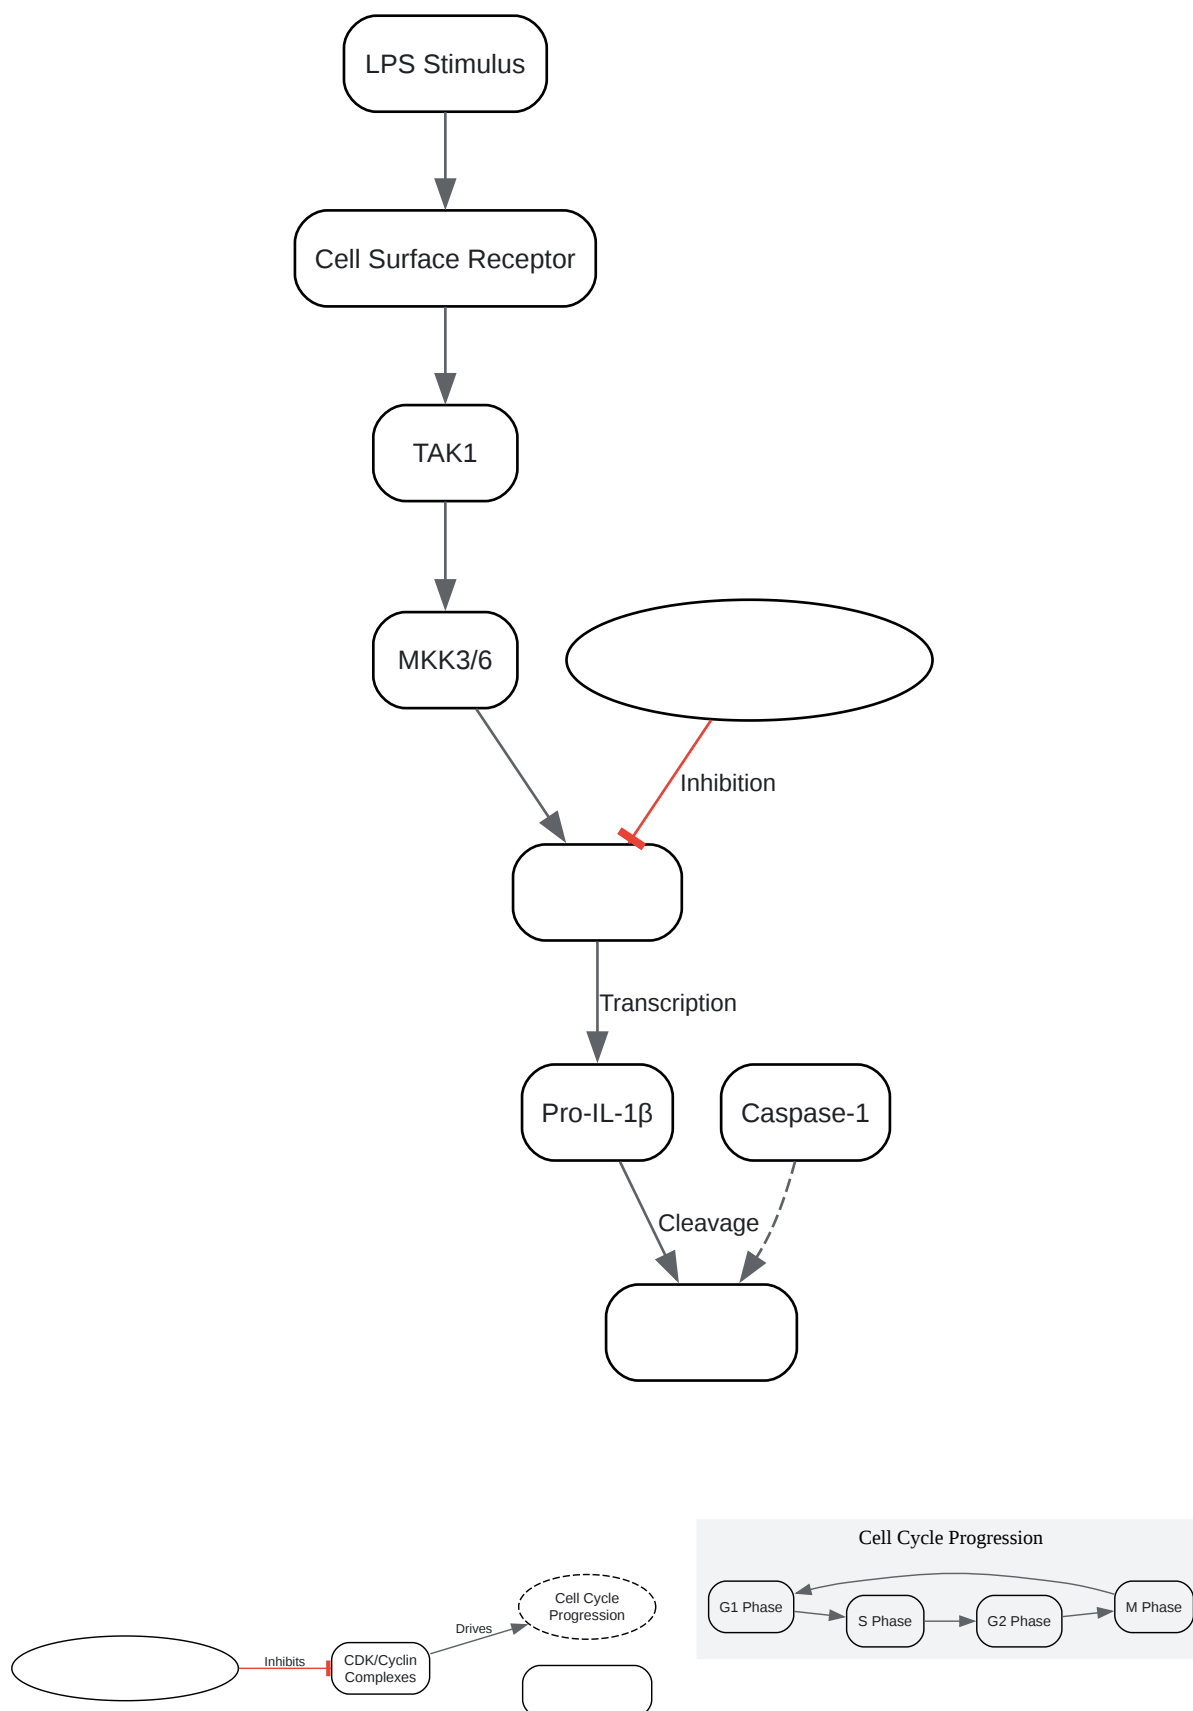 LPS Stimulus
Cell Surface Receptor
TAK1
MKK3/6
Inhibition
Transcription
Pro-IL-1β
Caspase-1
Cleavage
Cell Cycle Progression
Cell Cycle
Progression
G1 Phase
S Phase
G2 Phase
M Phase
Drives
Inhibits
CDK/Cyclin
Complexes